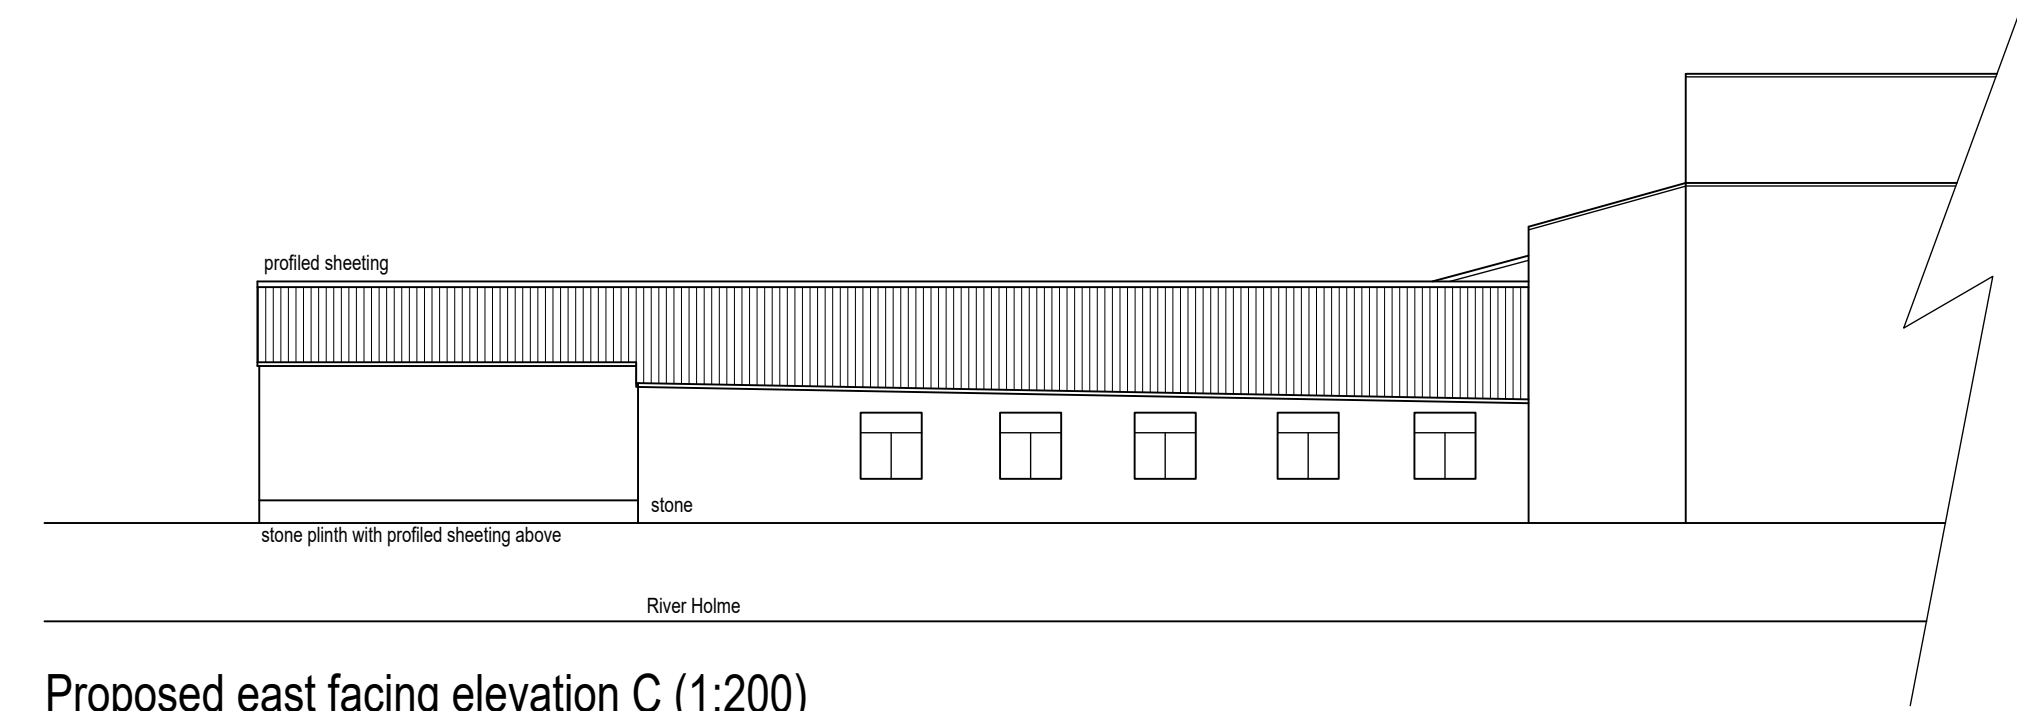 profiled sheeting
stone
stone plinth with profiled sheeting above
River Holme
Proposed east facing elevation C (1:200)